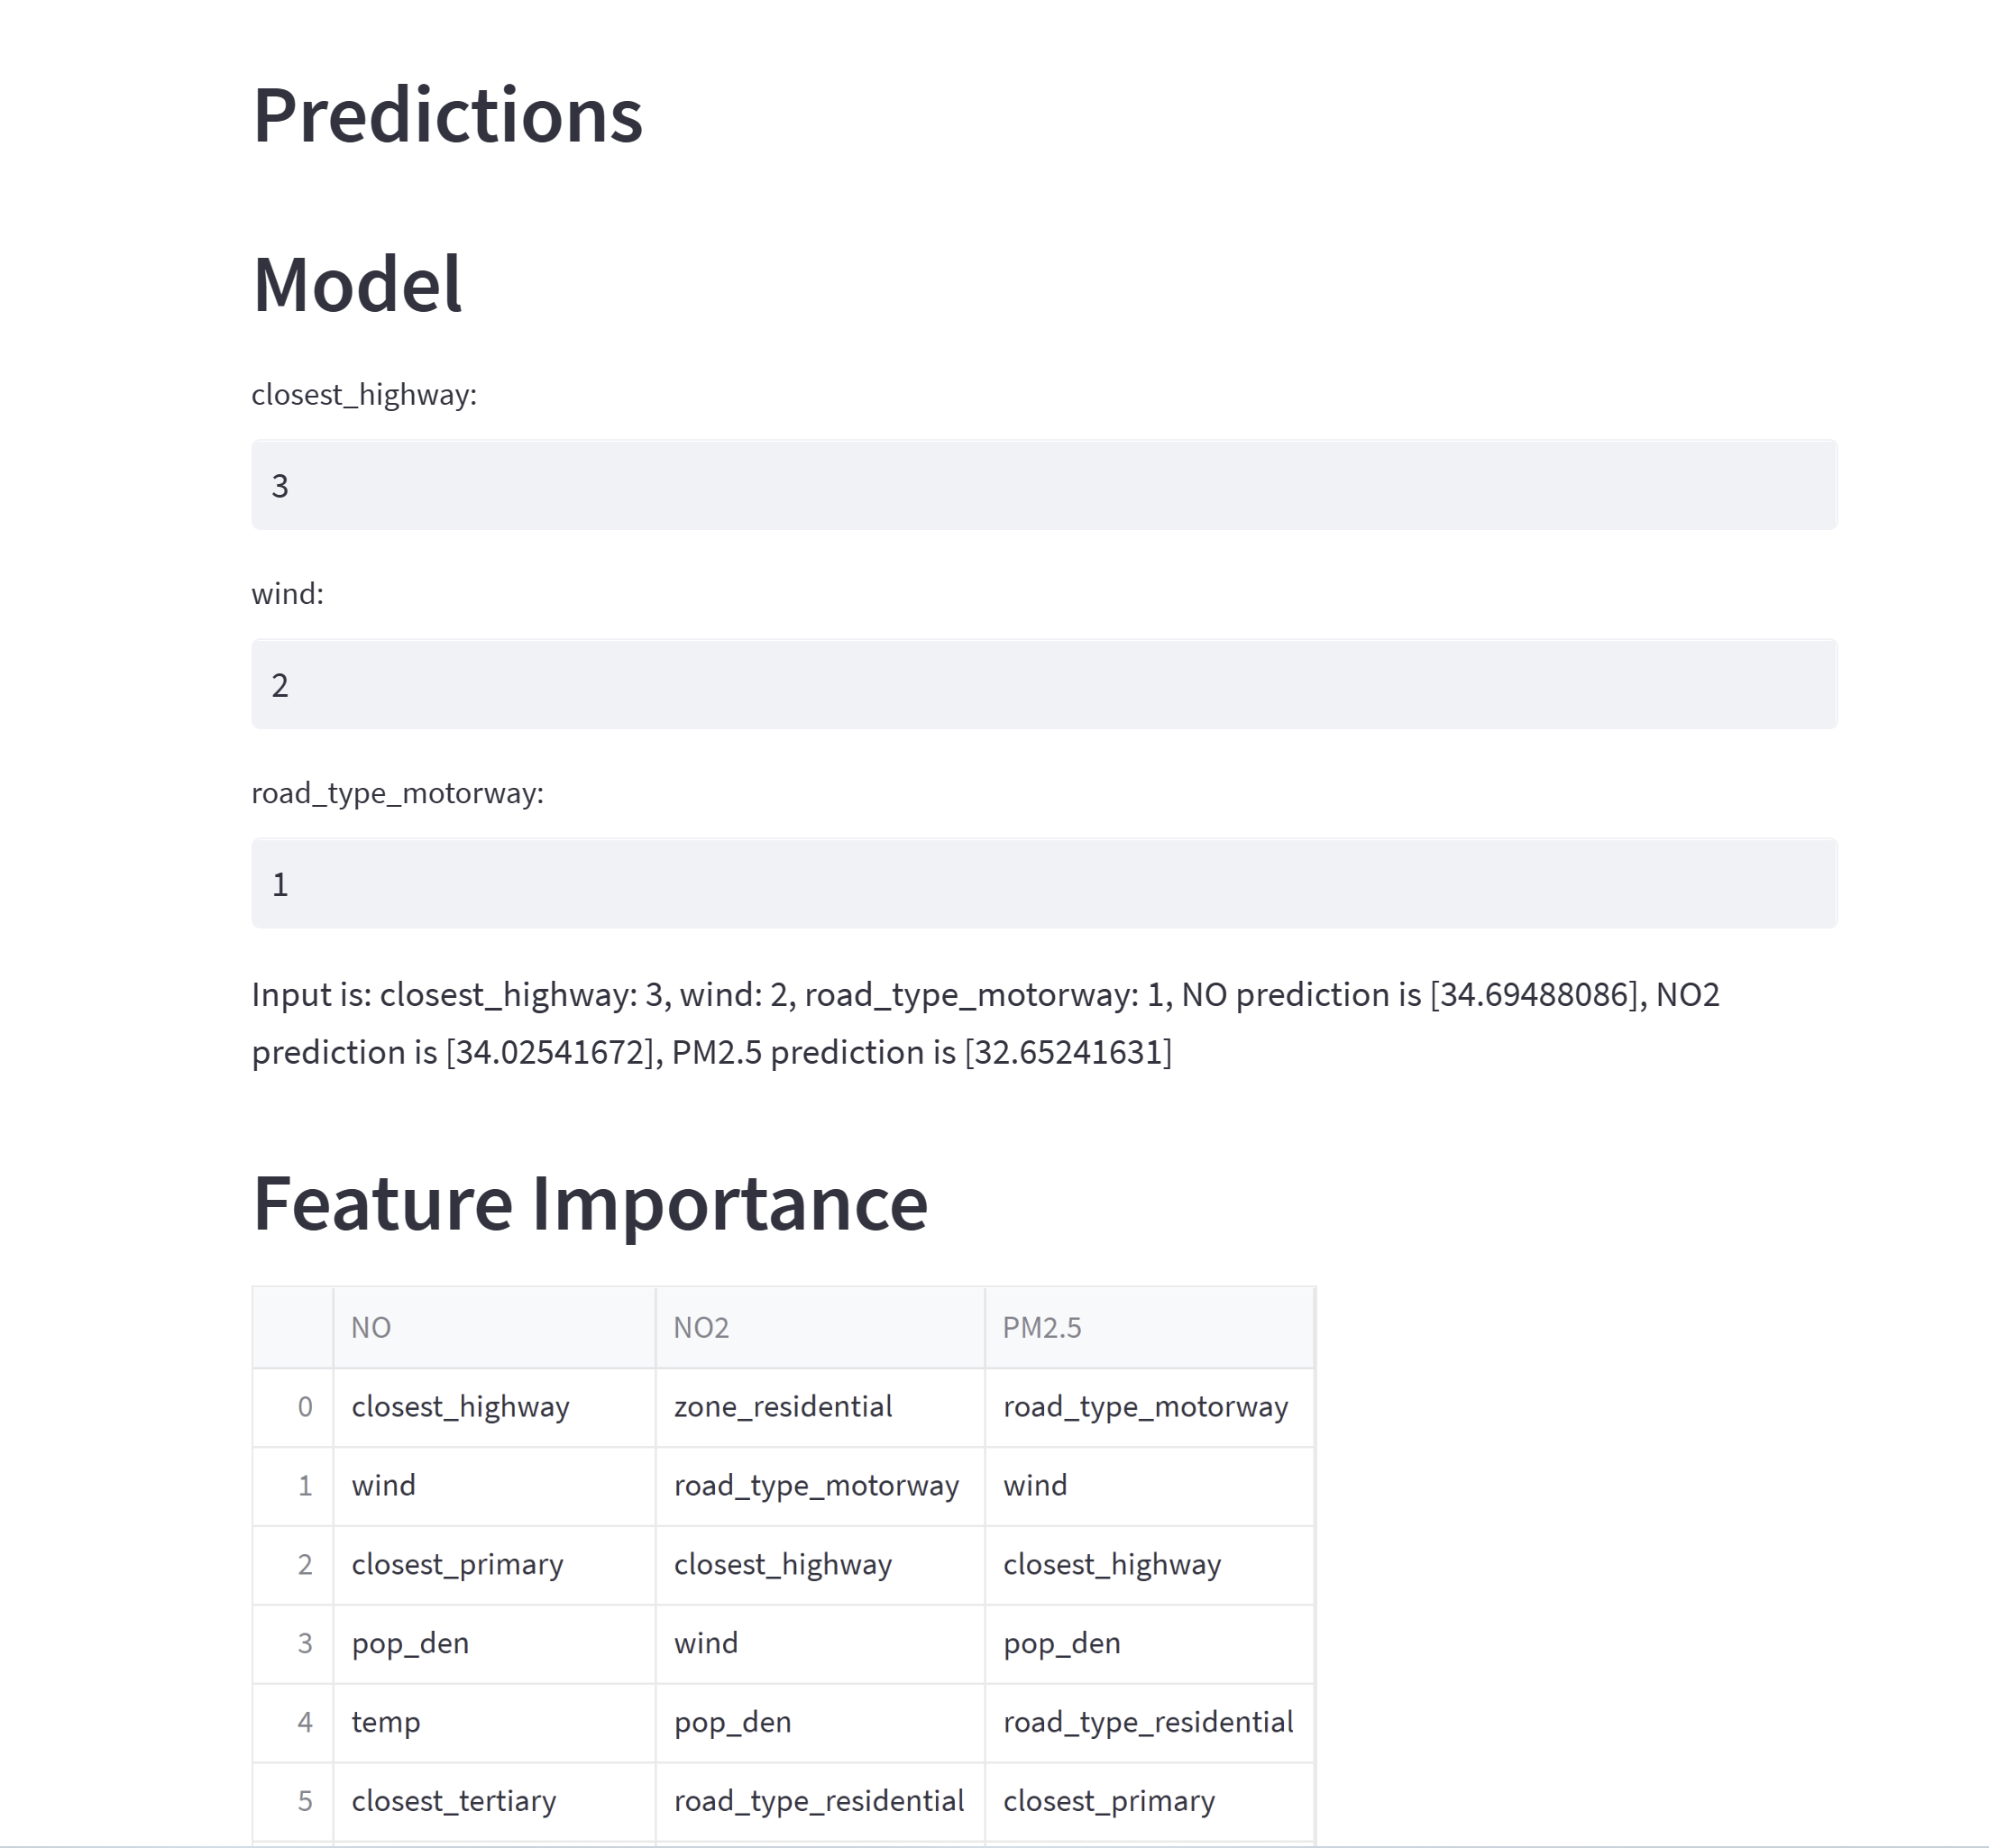 Predictions
Model
closest_highway:
3
wind:
2
road_type_motorway:
1
Input is: closest_highway: 3, wind: 2, road_type_motorway: 1, NO prediction is [34.69488086], NO2
prediction is [34.02541672], PM2.5 prediction is [32.65241631]
Feature Importance
NO NO2 PM2.5
0 closest_highway zone_residential road_type_motorway
1 wind road_type_motorway wind
2 closest_primary closest_highway closest_highway
3 pop_den wind pop_den
4 temp pop_den road_type_residential
5 closest_tertiary road_type_residential closest_primary